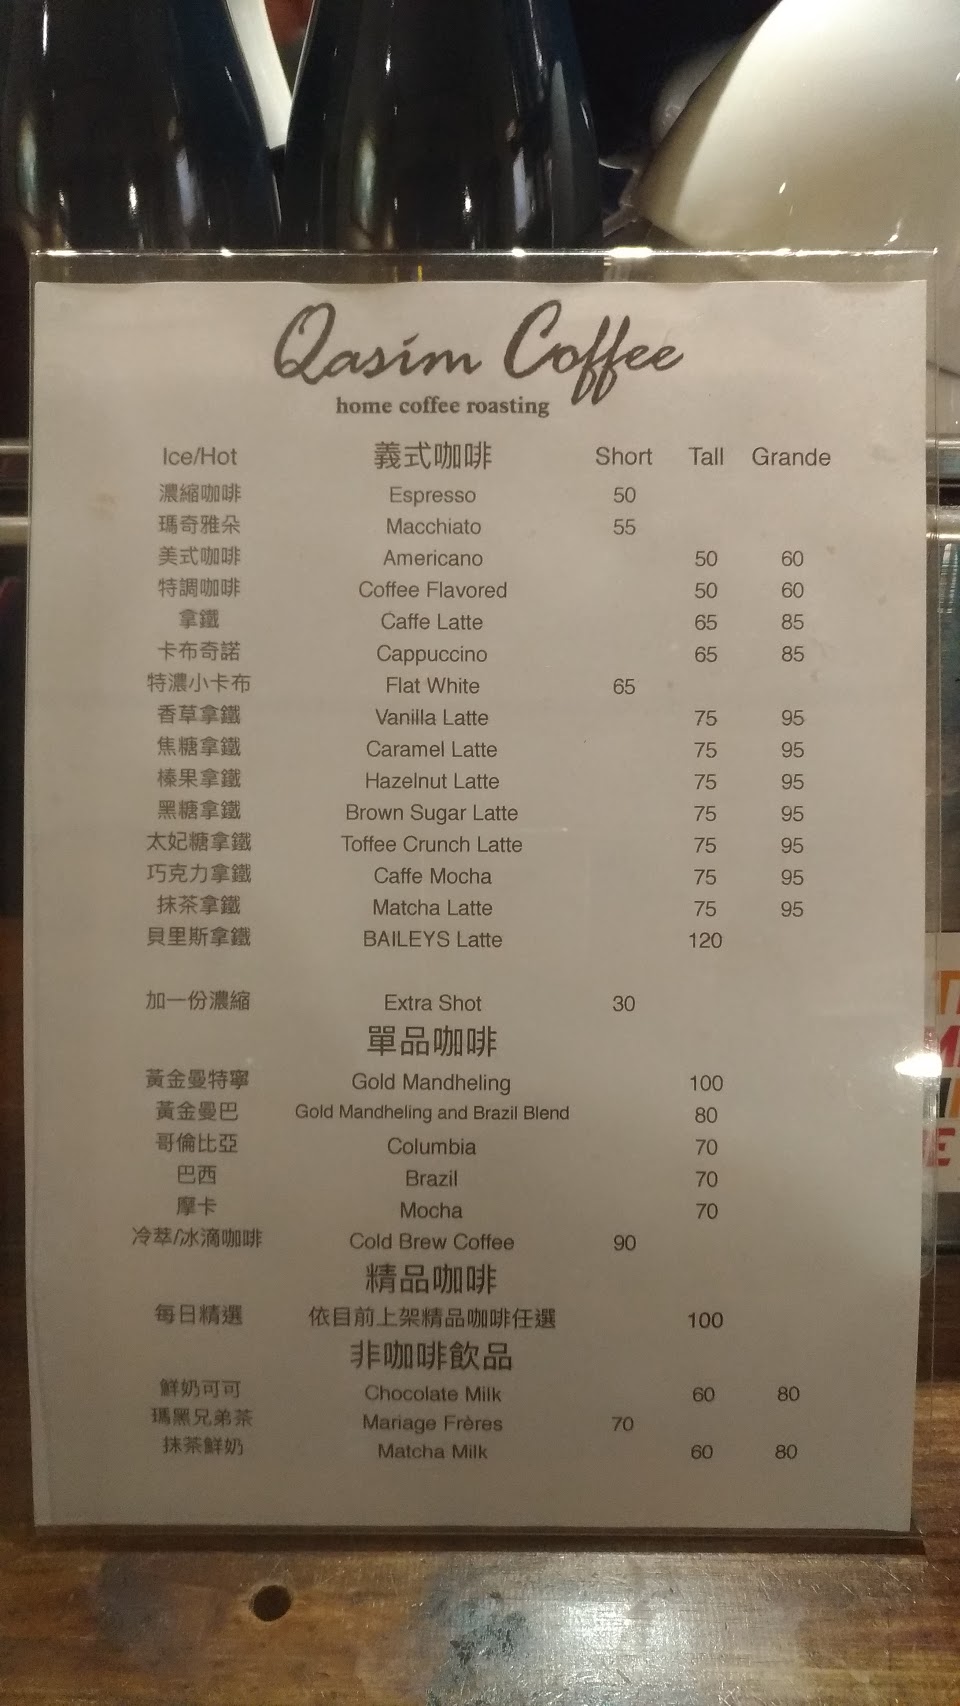 Qasim Coffee
home coffee roasting
Ice/Hot 義式咖啡 Short Tall Grande
濃縮咖啡 Espresso 50
瑪奇雅朵 Macchiato 55
美式咖啡 Americano 50 60
特調咖啡 Coffee Flavored 50 60
拿鐵 Caffe Latte 65 85
卡布奇諾 Cappuccino 65 85
特濃小卡布 Flat White 65
香草拿鐵 Vanilla Latte 75 95
焦糖拿鐵 Caramel Latte 75 95
榛果拿鐵 Hazelnut Latte 75 95
黑糖拿鐵 Brown Sugar Latte 75 95
太妃糖拿鐵 Toffee Crunch Latte 75 95
巧克力拿鐵 Caffe Mocha 75 95
抹茶拿鐵 Matcha Latte 75 95
貝里斯拿鐵 BAILEYS Latte 120
加一份濃縮 Extra Shot 30
單品咖啡
黃金曼特寧 Gold Mandheling 100
黃金曼巴 Gold Mandheling and Brazil Blend 80
哥倫比亞 Columbia 70
巴西 Brazil 70
摩卡 Mocha 70
冷萃/冰滴咖啡 Cold Brew Coffee 90
精品咖啡
每日精選 依目前上架精品咖啡任選 100
非咖啡飲品
鮮奶可可 Chocolate Milk 60 80
瑪黑兄弟茶 Mariage Frères 70
抹茶鮮奶 Matcha Milk 60 80